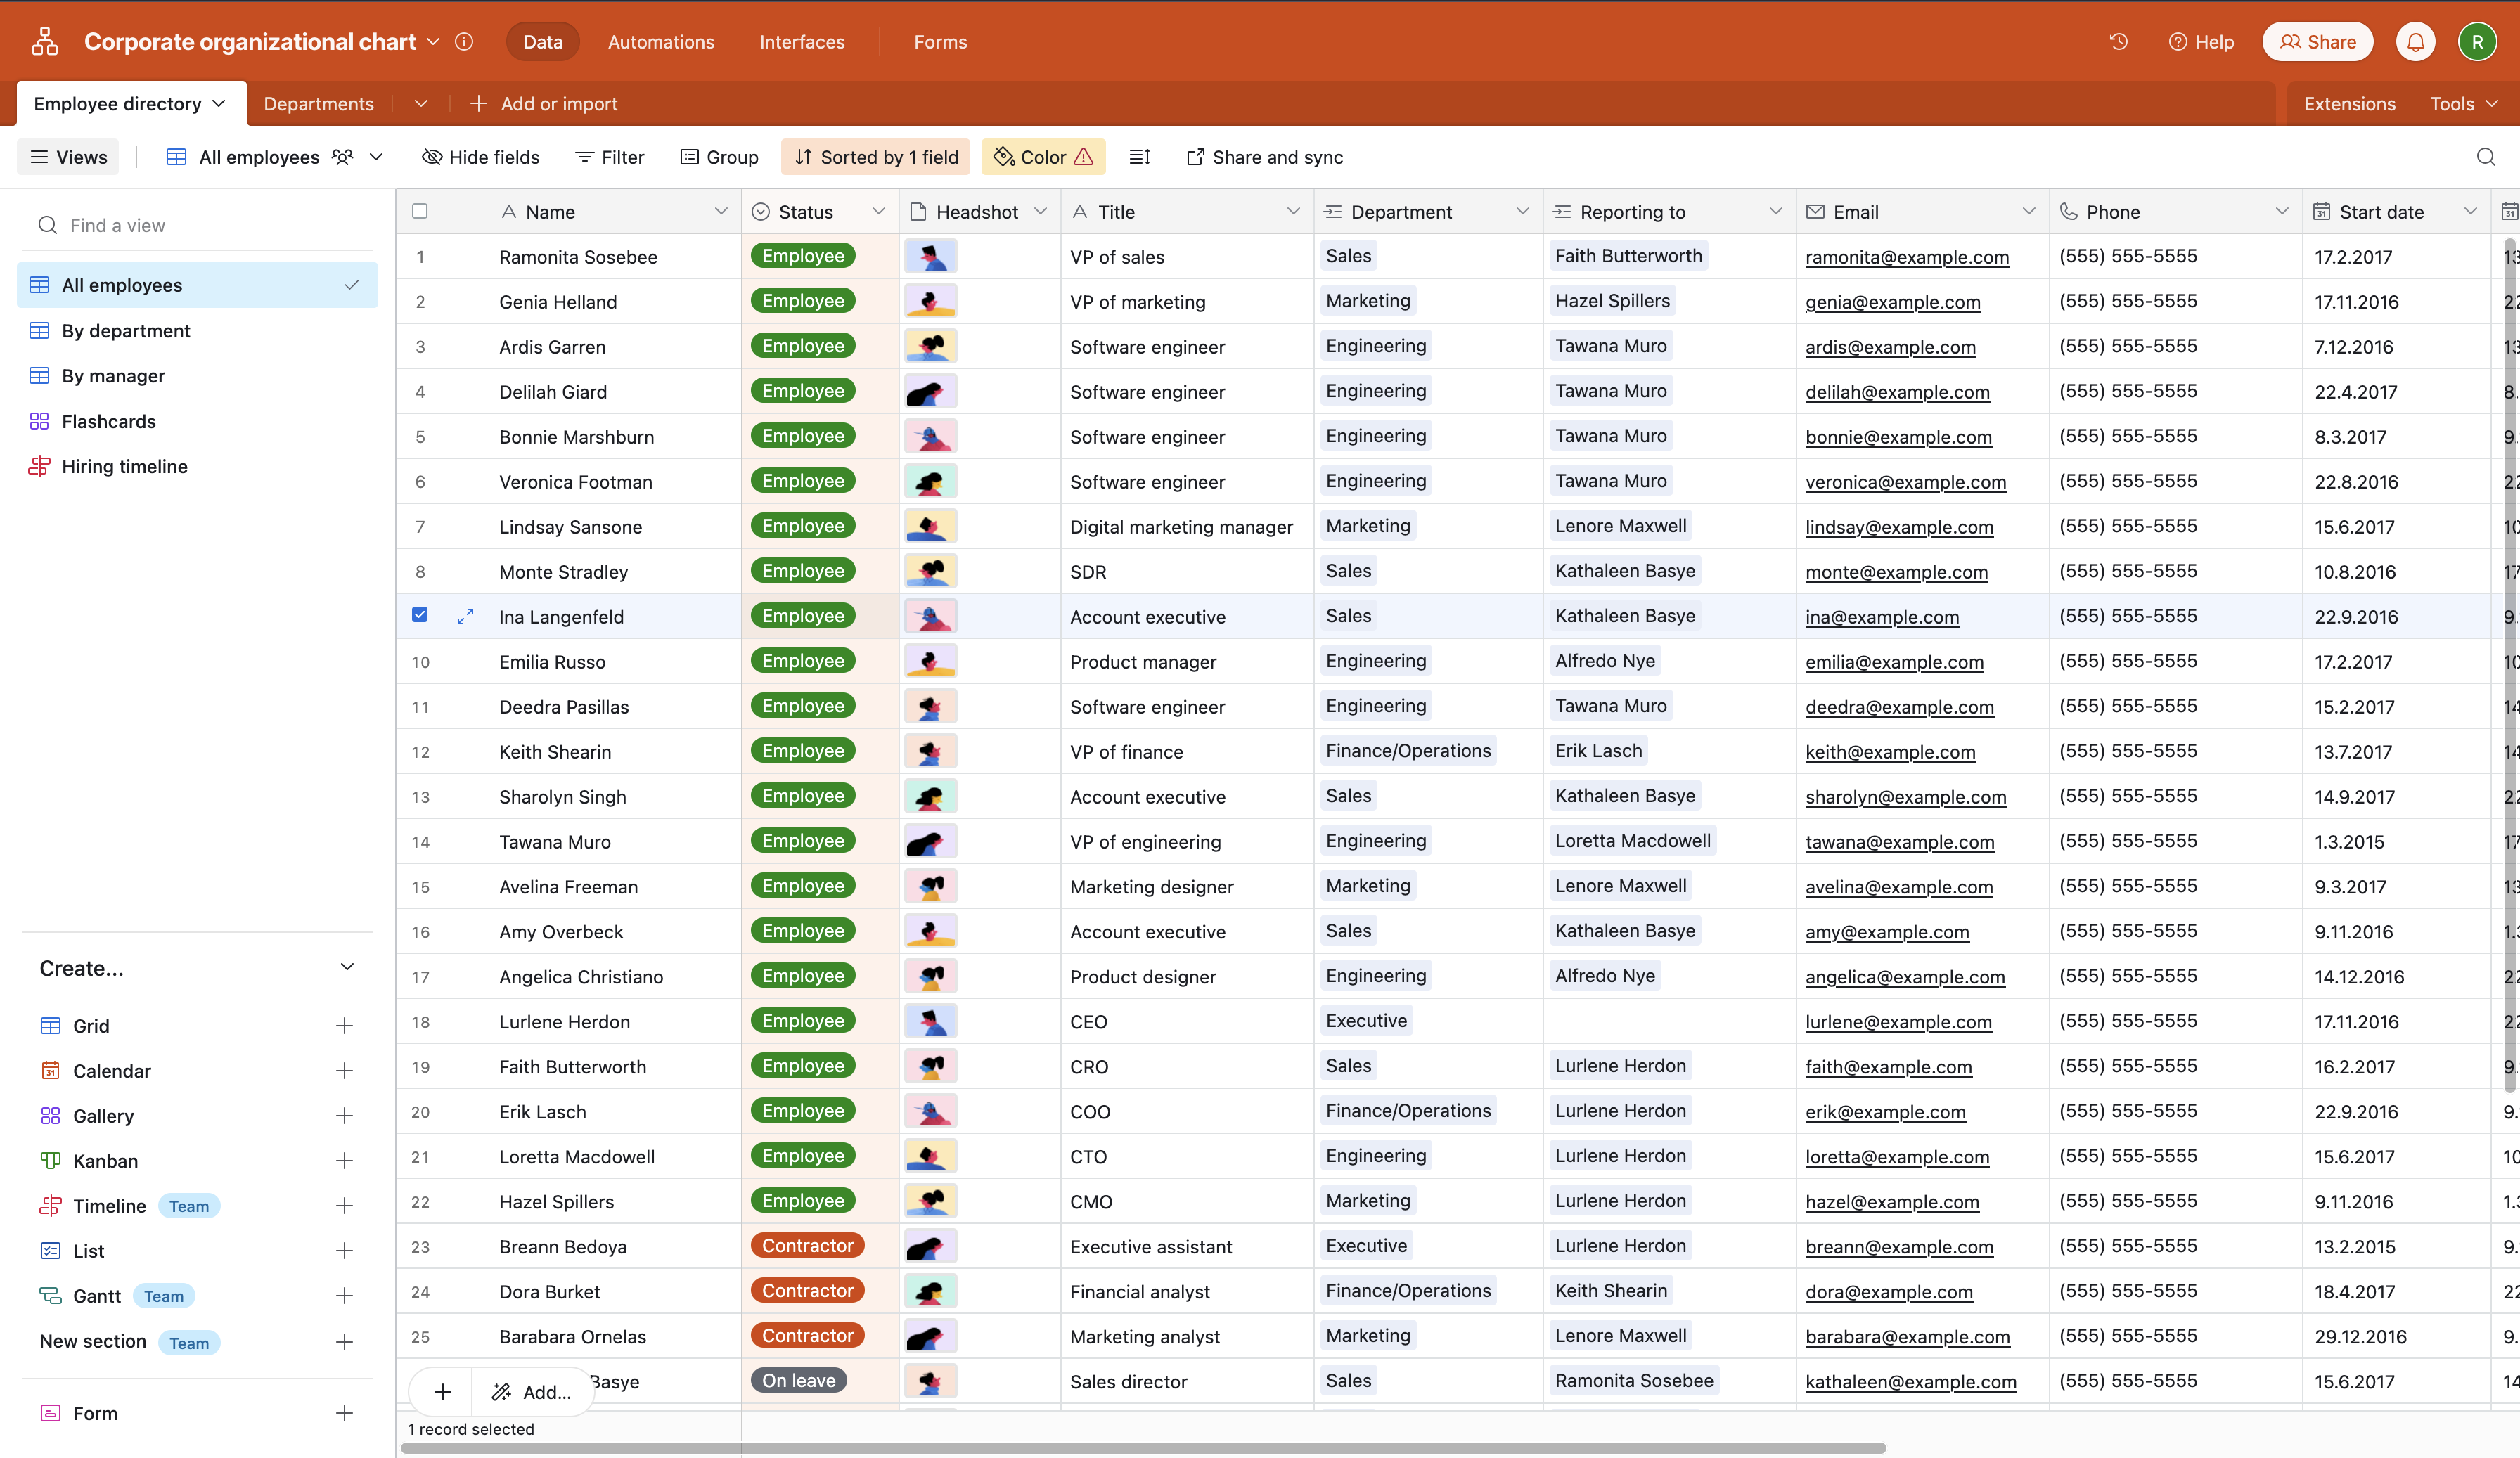 Corporate organizational chart Data Automations Interfaces Forms Help Share R
Employee directory Departments Add or import Extensions Tools
Views All employees Hide fields Filter Group Sorted by 1 field Color Share and sync
Find a view
All employees
By department
By manager
Flashcards
Hiring timeline
Create...
Grid
Calendar
Gallery
Kanban
Timeline Team
List
Gantt Team
New section Team
Form
Name Status Headshot Title Department Reporting to Email Phone Start date
1 Ramonita Sosebee Employee VP of sales Sales Faith Butterworth ramonita@example.com (555) 555-5555 17.2.2017
2 Genia Helland Employee VP of marketing Marketing Hazel Spillers genia@example.com (555) 555-5555 17.11.2016
3 Ardis Garren Employee Software engineer Engineering Tawana Muro ardis@example.com (555) 555-5555 7.12.2016
4 Delilah Giard Employee Software engineer Engineering Tawana Muro delilah@example.com (555) 555-5555 22.4.2017
5 Bonnie Marshburn Employee Software engineer Engineering Tawana Muro bonnie@example.com (555) 555-5555 8.3.2017
6 Veronica Footman Employee Software engineer Engineering Tawana Muro veronica@example.com (555) 555-5555 22.8.2016
7 Lindsay Sansone Employee Digital marketing manager Marketing Lenore Maxwell lindsay@example.com (555) 555-5555 15.6.2017
8 Monte Stradley Employee SDR Sales Kathaleen Basye monte@example.com (555) 555-5555 10.8.2016
Ina Langenfeld Employee Account executive Sales Kathaleen Basye ina@example.com (555) 555-5555 22.9.2016
10 Emilia Russo Employee Product manager Engineering Alfredo Nye emilia@example.com (555) 555-5555 17.2.2017
11 Deedra Pasillas Employee Software engineer Engineering Tawana Muro deedra@example.com (555) 555-5555 15.2.2017
12 Keith Shearin Employee VP of finance Finance/Operations Erik Lasch keith@example.com (555) 555-5555 13.7.2017
13 Sharolyn Singh Employee Account executive Sales Kathaleen Basye sharolyn@example.com (555) 555-5555 14.9.2017
14 Tawana Muro Employee VP of engineering Engineering Loretta Macdowell tawana@example.com (555) 555-5555 1.3.2015
15 Avelina Freeman Employee Marketing designer Marketing Lenore Maxwell avelina@example.com (555) 555-5555 9.3.2017
16 Amy Overbeck Employee Account executive Sales Kathaleen Basye amy@example.com (555) 555-5555 9.11.2016
17 Angelica Christiano Employee Product designer Engineering Alfredo Nye angelica@example.com (555) 555-5555 14.12.2016
18 Lurlene Herdon Employee CEO Executive lurlene@example.com (555) 555-5555 17.11.2016
19 Faith Butterworth Employee CRO Sales Lurlene Herdon faith@example.com (555) 555-5555 16.2.2017
20 Erik Lasch Employee COO Finance/Operations Lurlene Herdon erik@example.com (555) 555-5555 22.9.2016
21 Loretta Macdowell Employee CTO Engineering Lurlene Herdon loretta@example.com (555) 555-5555 15.6.2017
22 Hazel Spillers Employee CMO Marketing Lurlene Herdon hazel@example.com (555) 555-5555 9.11.2016
23 Breann Bedoya Contractor Executive assistant Executive Lurlene Herdon breann@example.com (555) 555-5555 13.2.2015
24 Dora Burket Contractor Financial analyst Finance/Operations Keith Shearin dora@example.com (555) 555-5555 18.4.2017
25 Barabara Ornelas Contractor Marketing analyst Marketing Lenore Maxwell barabara@example.com (555) 555-5555 29.12.2016
Add... Basye On leave Sales director Sales Ramonita Sosebee kathaleen@example.com (555) 555-5555 15.6.2017
1 record selected